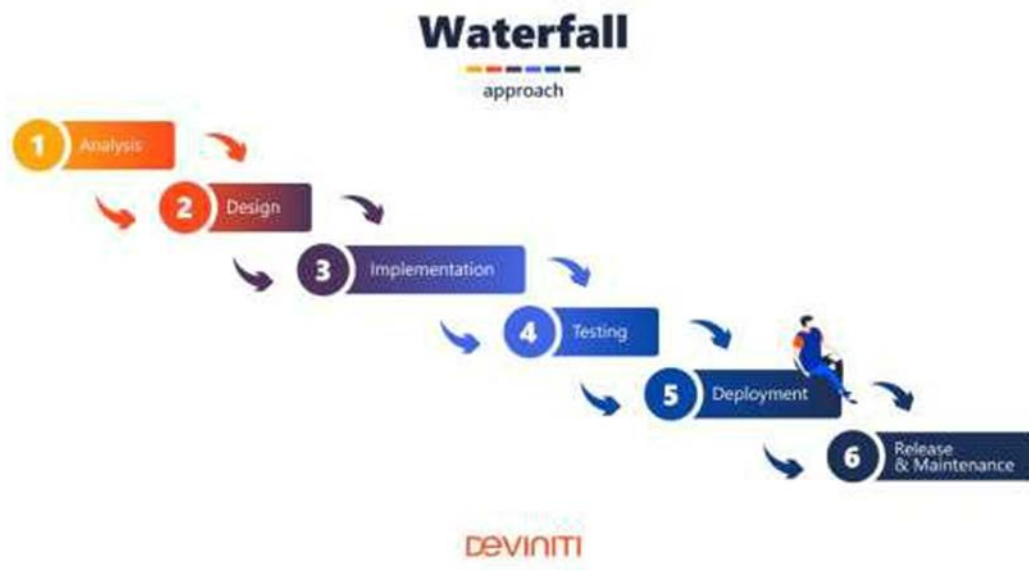 Waterfall
approach
1 Analysis
2 Design
3 Implementation
4 Testing
5 Deployment
6 Release
& Maintenance
DEVINITI